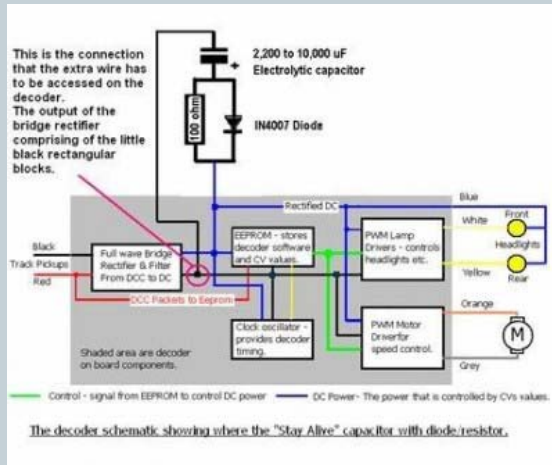 This is the connection
that the extra wire has
to be accessed on the
decoder.
The output of the
bridge rectifier
comprising of the little
black rectangular
blocks.
2,200 to 10,000 uF
Electrolytic capacitor
+
100 ohm
IN4007 Diode
Rectified DC
Blue
White
Front
Headlights
Yellow
Rear
Black
Track Pickups
Red
Full wave Bridge
Rectifier & Filter
From DCC to DC
EEPROM - stores
decoder software
and CV values.
PWM Lamp
Drivers - controls
headlights etc.
DCC Packets to Eeprom
Clock oscillator -
provides decoder
timing.
PWM Motor
Driverfor
speed control.
Orange
M
Grey
Shaded area are decoder
on board components.
Control - signal from EEPROM to control DC power
DC Power- The power that is controlled by CVs values.
The decoder schematic showing where the "Stay Alive" capacitor with diode/resistor.